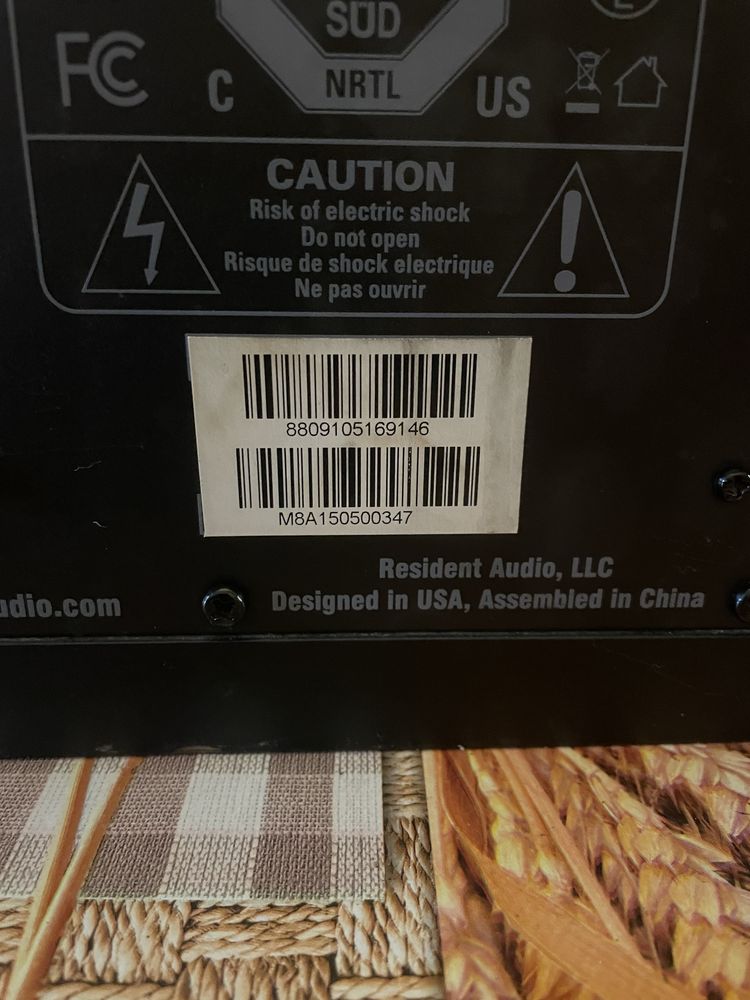 SÜD
FC
C NRTL US
CAUTION
Risk of electric shock
Do not open
Risque de shock electrique
Ne pas ouvrir
8809105169146
M8A150500347
Resident Audio, LLC
udio.com
Designed in USA, Assembled in China